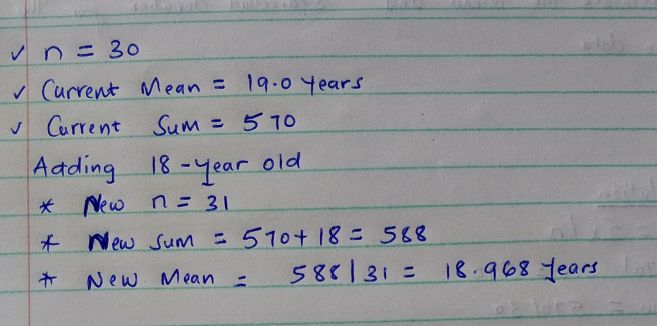 ✓ n = 30
✓ Current Mean = 19.0 years
✓ Current Sum = 570
Adding 18-year old
* New n = 31
* New sum = 570 + 18 = 588
* New Mean = 588 | 31 = 18.968 years